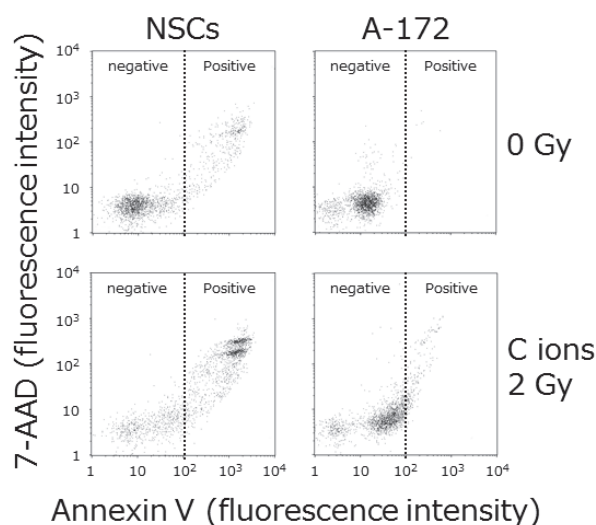 NSCs A-172
10⁴ negative Positive negative Positive
10³
10²
10
1
0 Gy
10⁴ negative Positive negative Positive
10³
10²
10
1
1 10 10² 10³ 10⁴ 1 10 10² 10³ 10⁴
C ions
2 Gy
7-AAD (fluorescence intensity)
Annexin V (fluorescence intensity)